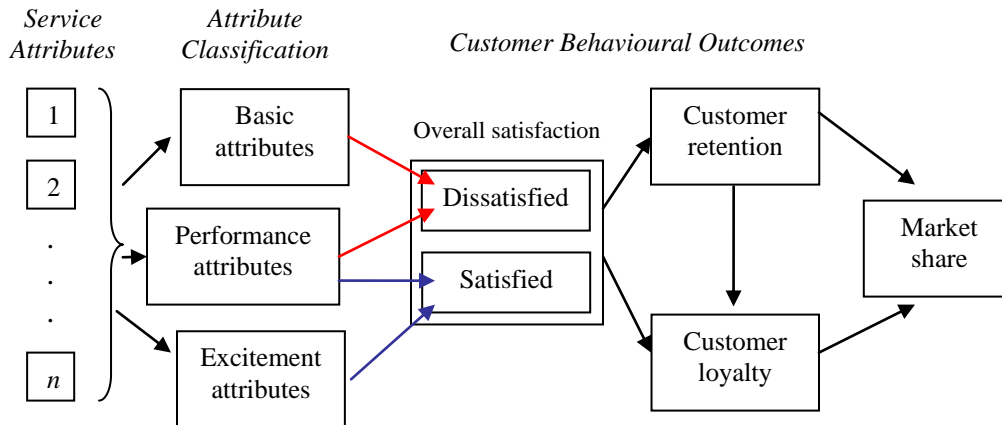 Service
Attributes
Attribute
Classification
Customer Behavioural Outcomes
1
2
.
.
.
n
Basic
attributes
Performance
attributes
Excitement
attributes
Overall satisfaction
Dissatisfied
Satisfied
Customer
retention
Customer
loyalty
Market
share